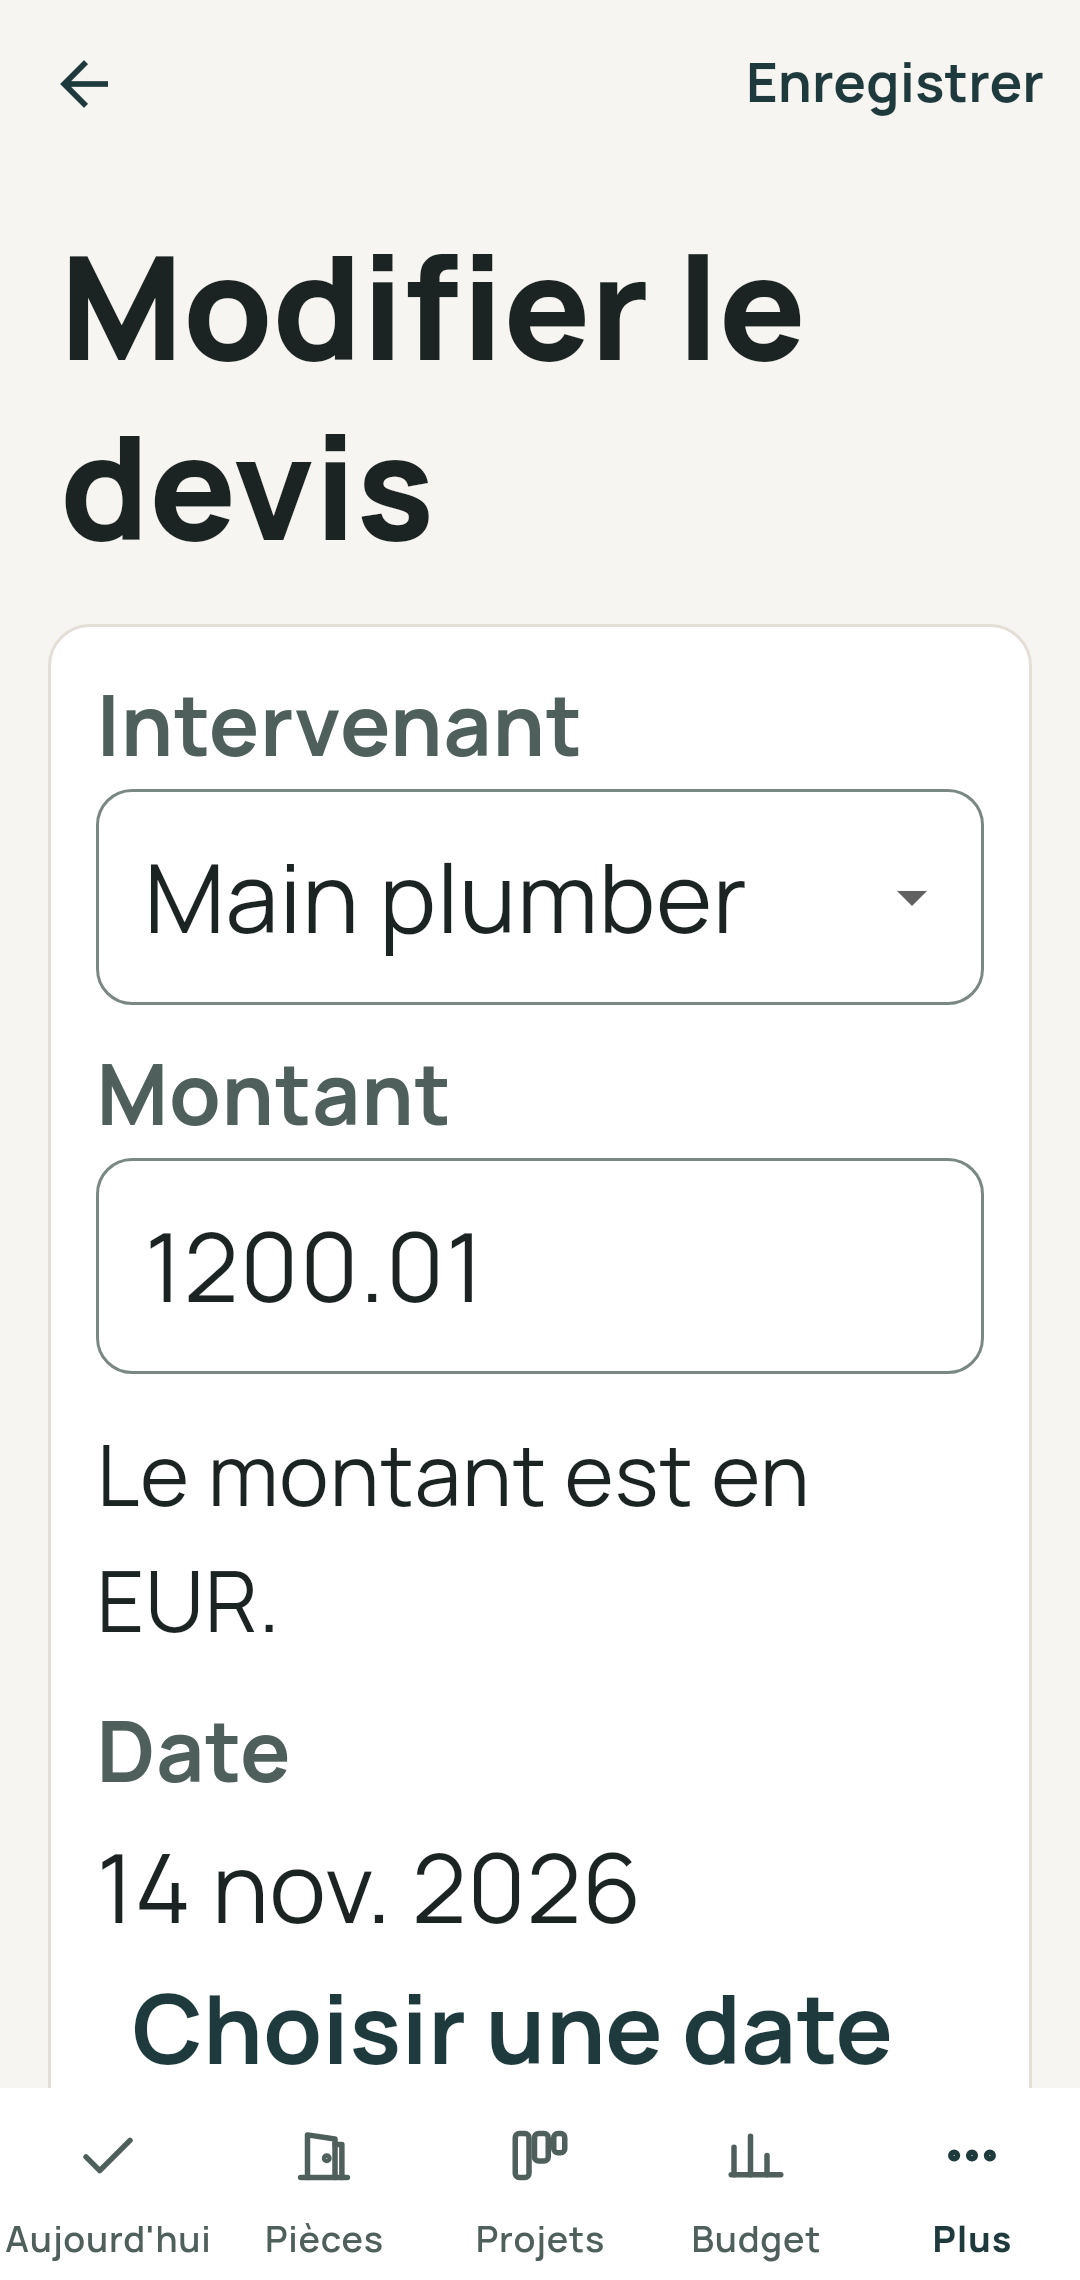 Enregistrer
Modifier le
devis
Intervenant
Main plumber
Montant
1200.01
Le montant est en
EUR.
Date
14 nov. 2026
Choisir une date
Aujourd'hui
Pièces
Projets
Budget
Plus